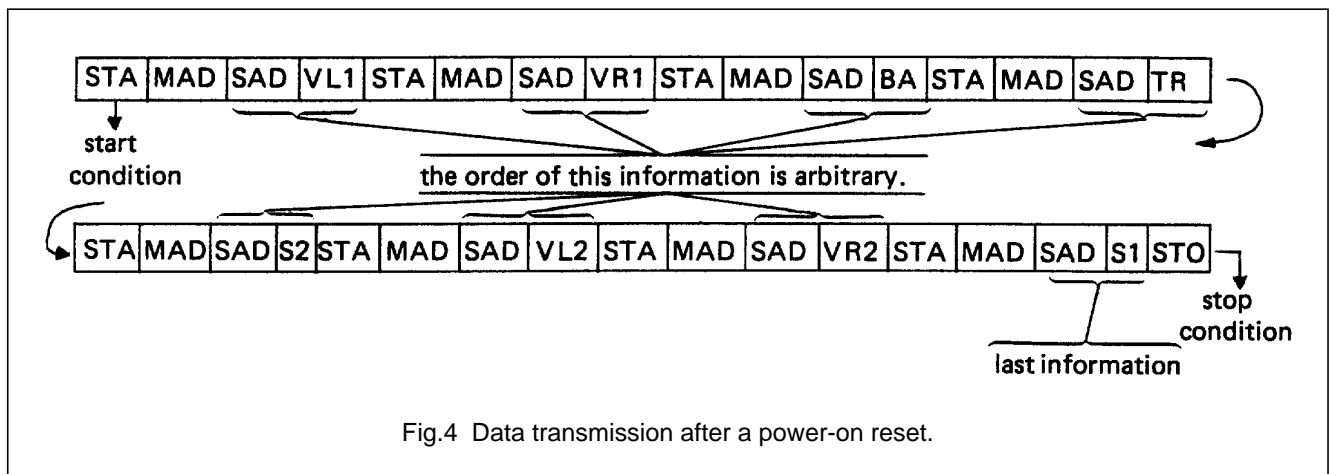 STA MAD SAD VL1 STA MAD SAD VR1 STA MAD SAD BA STA MAD SAD TR
start
condition
the order of this information is arbitrary.
STA MAD SAD S2 STA MAD SAD VL2 STA MAD SAD VR2 STA MAD SAD S1 STO
stop
condition
last information
Fig.4 Data transmission after a power-on reset.